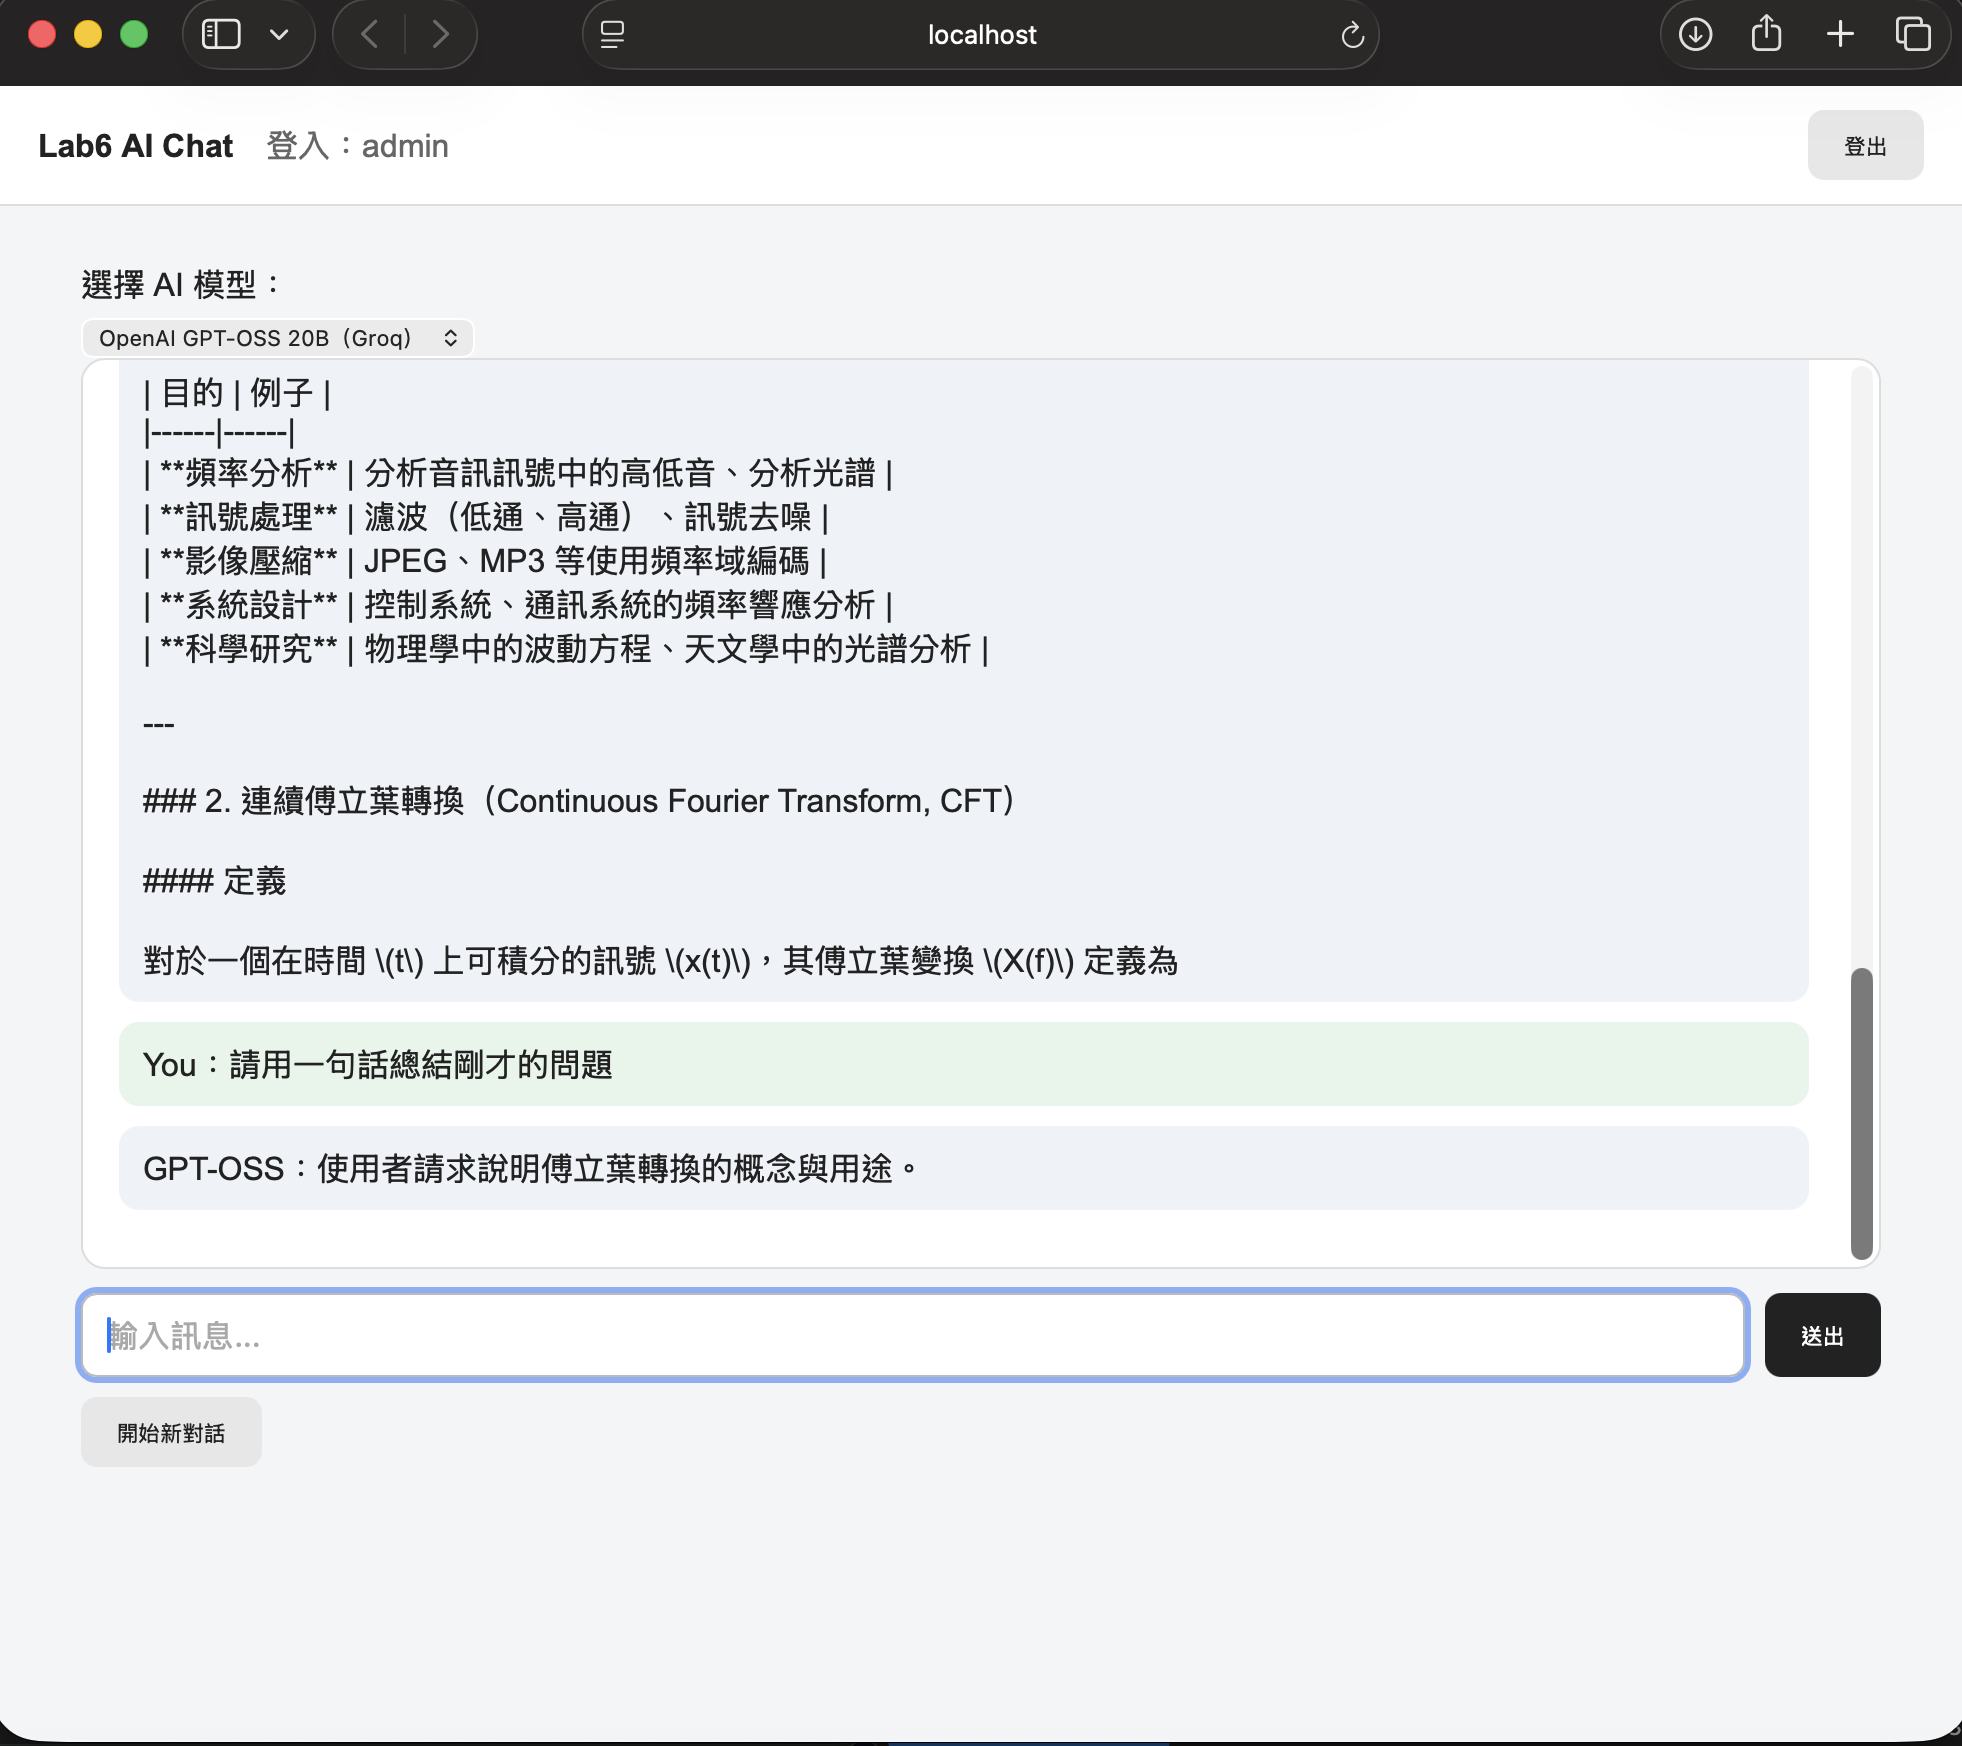 localhost
Lab6 AI Chat 登入：admin
登出
選擇 AI 模型：
OpenAI GPT-OSS 20B（Groq）
| 目的 | 例子 |
|------|------|
| **頻率分析** | 分析音訊訊號中的高低音、分析光譜 |
| **訊號處理** | 濾波（低通、高通）、訊號去噪 |
| **影像壓縮** | JPEG、MP3 等使用頻率域編碼 |
| **系統設計** | 控制系統、通訊系統的頻率響應分析 |
| **科學研究** | 物理學中的波動方程、天文學中的光譜分析 |
---
### 2. 連續傅立葉轉換（Continuous Fourier Transform, CFT）
#### 定義
對於一個在時間 \(t\) 上可積分的訊號 \(x(t)\)，其傅立葉變換 \(X(f)\) 定義為
You：請用一句話總結剛才的問題
GPT-OSS：使用者請求說明傅立葉轉換的概念與用途。
輸入訊息...
送出
開始新對話